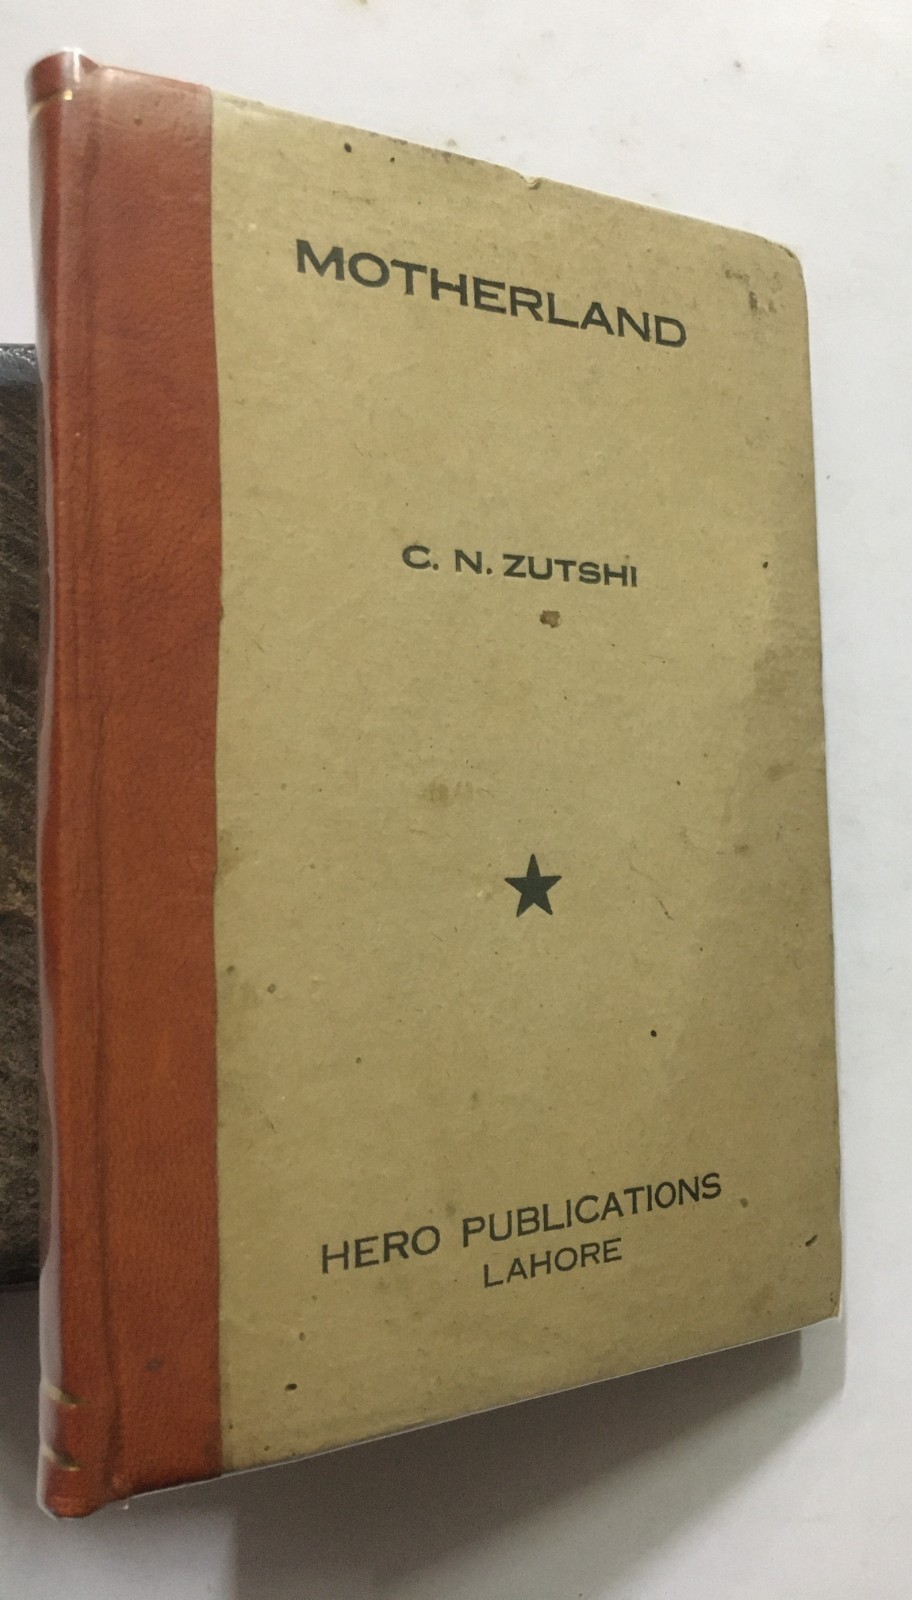 MOTHERLAND
C. N. ZUTSHI
HERO PUBLICATIONS
LAHORE